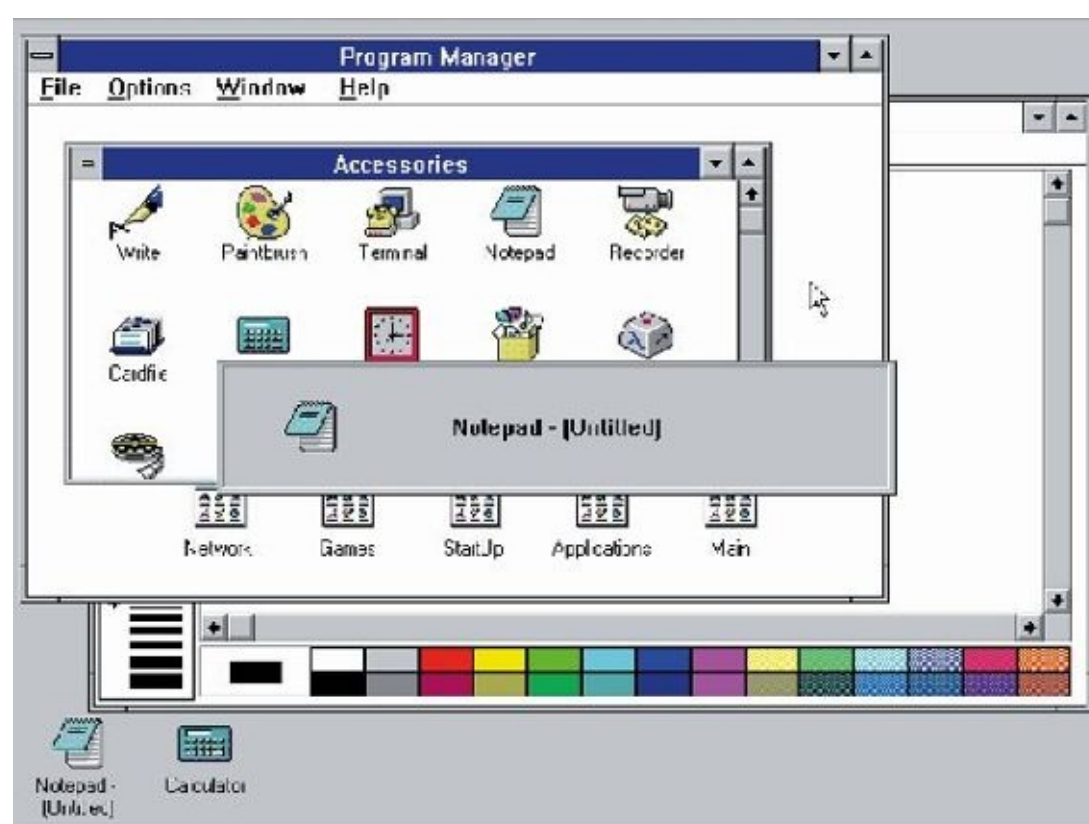 Program Manager
File Options Window Help
Accessories
Write Paintbrush Terminal Notepad Recorder
Cardfile
Notepad - [Untitled]
Network Games StartUp Applications Main
Notepad - Calculator
[Untitled]